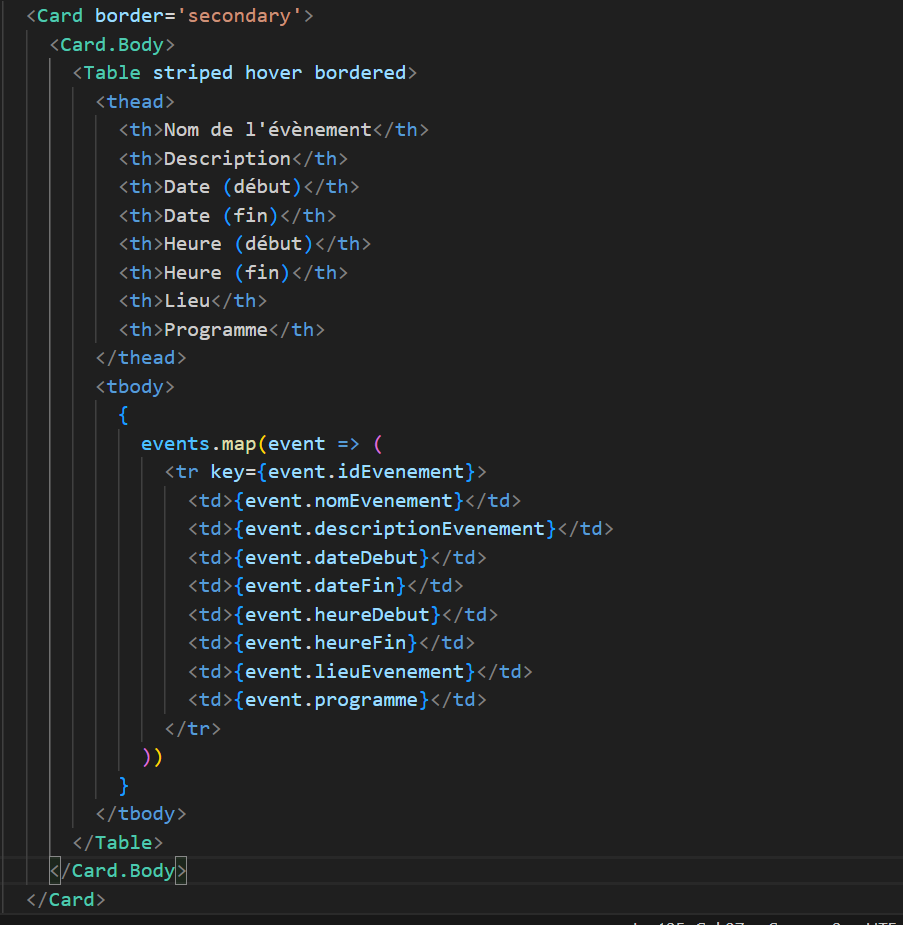 <Card border='secondary'>
<Card.Body>
<Table striped hover bordered>
<thead>
<th>Nom de l'évènement</th>
<th>Description</th>
<th>Date (début)</th>
<th>Date (fin)</th>
<th>Heure (début)</th>
<th>Heure (fin)</th>
<th>Lieu</th>
<th>Programme</th>
</thead>
<tbody>
{
events.map(event => (
<tr key={event.idEvenement}>
<td>{event.nomEvenement}</td>
<td>{event.descriptionEvenement}</td>
<td>{event.dateDebut}</td>
<td>{event.dateFin}</td>
<td>{event.heureDebut}</td>
<td>{event.heureFin}</td>
<td>{event.lieuEvenement}</td>
<td>{event.programme}</td>
</tr>
))
}
</tbody>
</Table>
</Card.Body>
</Card>